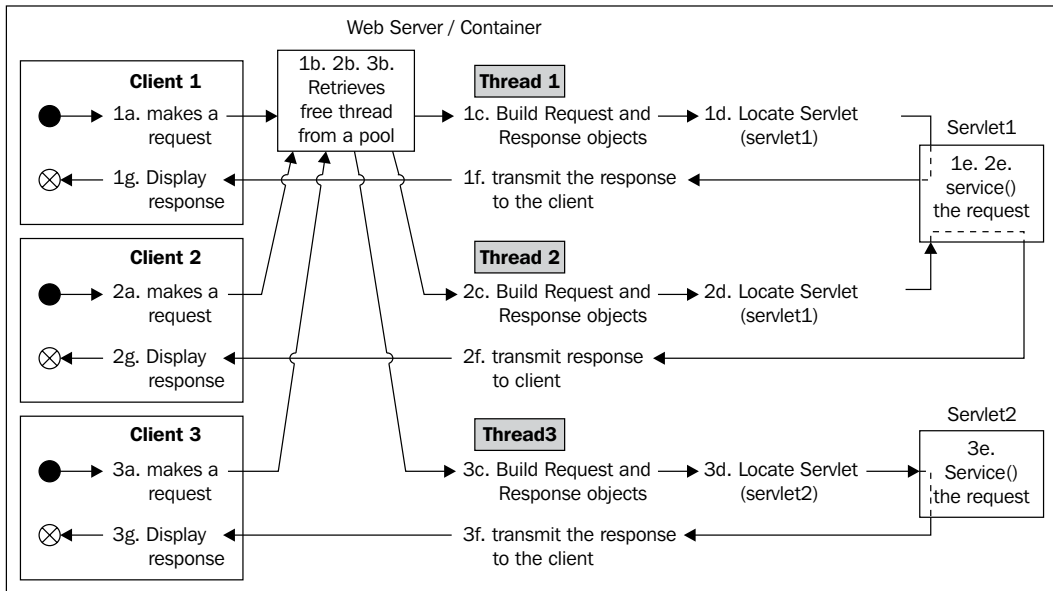 Web Server / Container
Client 1
1a. makes a
request
1g. Display
response
1b. 2b. 3b.
Retrieves
free thread
from a pool
Thread 1
1c. Build Request and
Response objects
1d. Locate Servlet
(servlet1)
1f. transmit the response
to the client
Servlet1
1e. 2e.
service()
the request
Client 2
2a. makes a
request
2g. Display
response
Thread 2
2c. Build Request and
Response objects
2d. Locate Servlet
(servlet1)
2f. transmit response
to client
Client 3
3a. makes a
request
3g. Display
response
Thread3
3c. Build Request and
Response objects
3d. Locate Servlet
(servlet2)
3f. transmit the response
to the client
Servlet2
3e.
Service()
the request